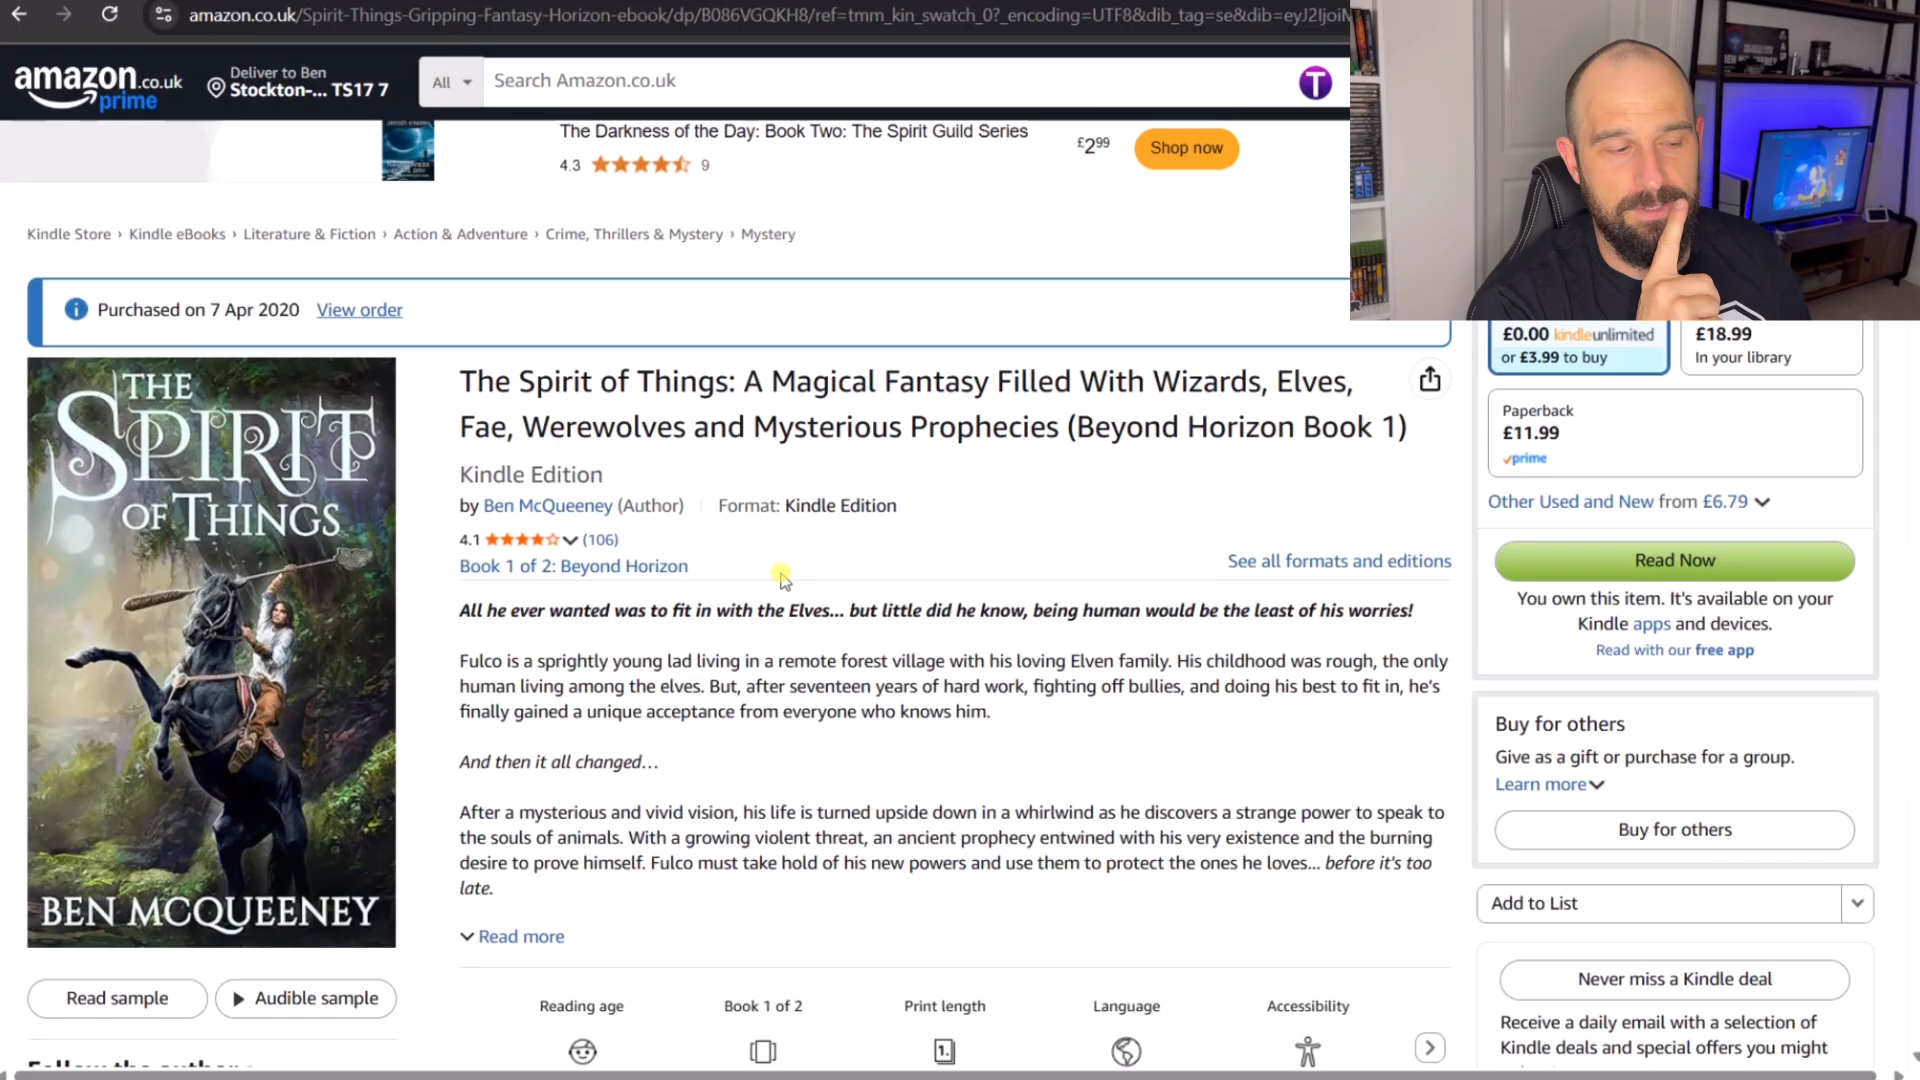 amazon.co.uk/Spirit-Things-Gripping-Fantasy-Horizon-ebook/dp/B086VGQKH8/ref=tmm_kin_swatch_0?_encoding=UTF8&dib_tag=se&dib=eyJ2IjoiM
amazon.co.uk
prime
Deliver to Ben
Stockton-... TS17 7
All
Search Amazon.co.uk
T
The Darkness of the Day: Book Two: The Spirit Guild Series
4.3
9
£2.99
Shop now
Kindle Store › Kindle eBooks › Literature & Fiction › Action & Adventure › Crime, Thrillers & Mystery › Mystery
Purchased on 7 Apr 2020 View order
THE
SPIRIT
OF THINGS
BEN MCQUEENEY
The Spirit of Things: A Magical Fantasy Filled With Wizards, Elves,
Fae, Werewolves and Mysterious Prophecies (Beyond Horizon Book 1)
Kindle Edition
by Ben McQueeney (Author) Format: Kindle Edition
4.1 (106)
Book 1 of 2: Beyond Horizon
See all formats and editions
All he ever wanted was to fit in with the Elves... but little did he know, being human would be the least of his worries!
Fulco is a sprightly young lad living in a remote forest village with his loving Elven family. His childhood was rough, the only
human living among the elves. But, after seventeen years of hard work, fighting off bullies, and doing his best to fit in, he's
finally gained a unique acceptance from everyone who knows him.
And then it all changed…
After a mysterious and vivid vision, his life is turned upside down in a whirlwind as he discovers a strange power to speak to
the souls of animals. With a growing violent threat, an ancient prophecy entwined with his very existence and the burning
desire to prove himself. Fulco must take hold of his new powers and use them to protect the ones he loves... before it's too
late.
Read more
Read sample
Audible sample
Reading age
Book 1 of 2
Print length
Language
Accessibility
1.
£0.00 kindleunlimited
or £3.99 to buy
£18.99
In your library
Paperback
£11.99
prime
Other Used and New from £6.79
Read Now
You own this item. It's available on your
Kindle apps and devices.
Read with our free app
Buy for others
Give as a gift or purchase for a group.
Learn more
Buy for others
Add to List
Never miss a Kindle deal
Receive a daily email with a selection of
Kindle deals and special offers you might